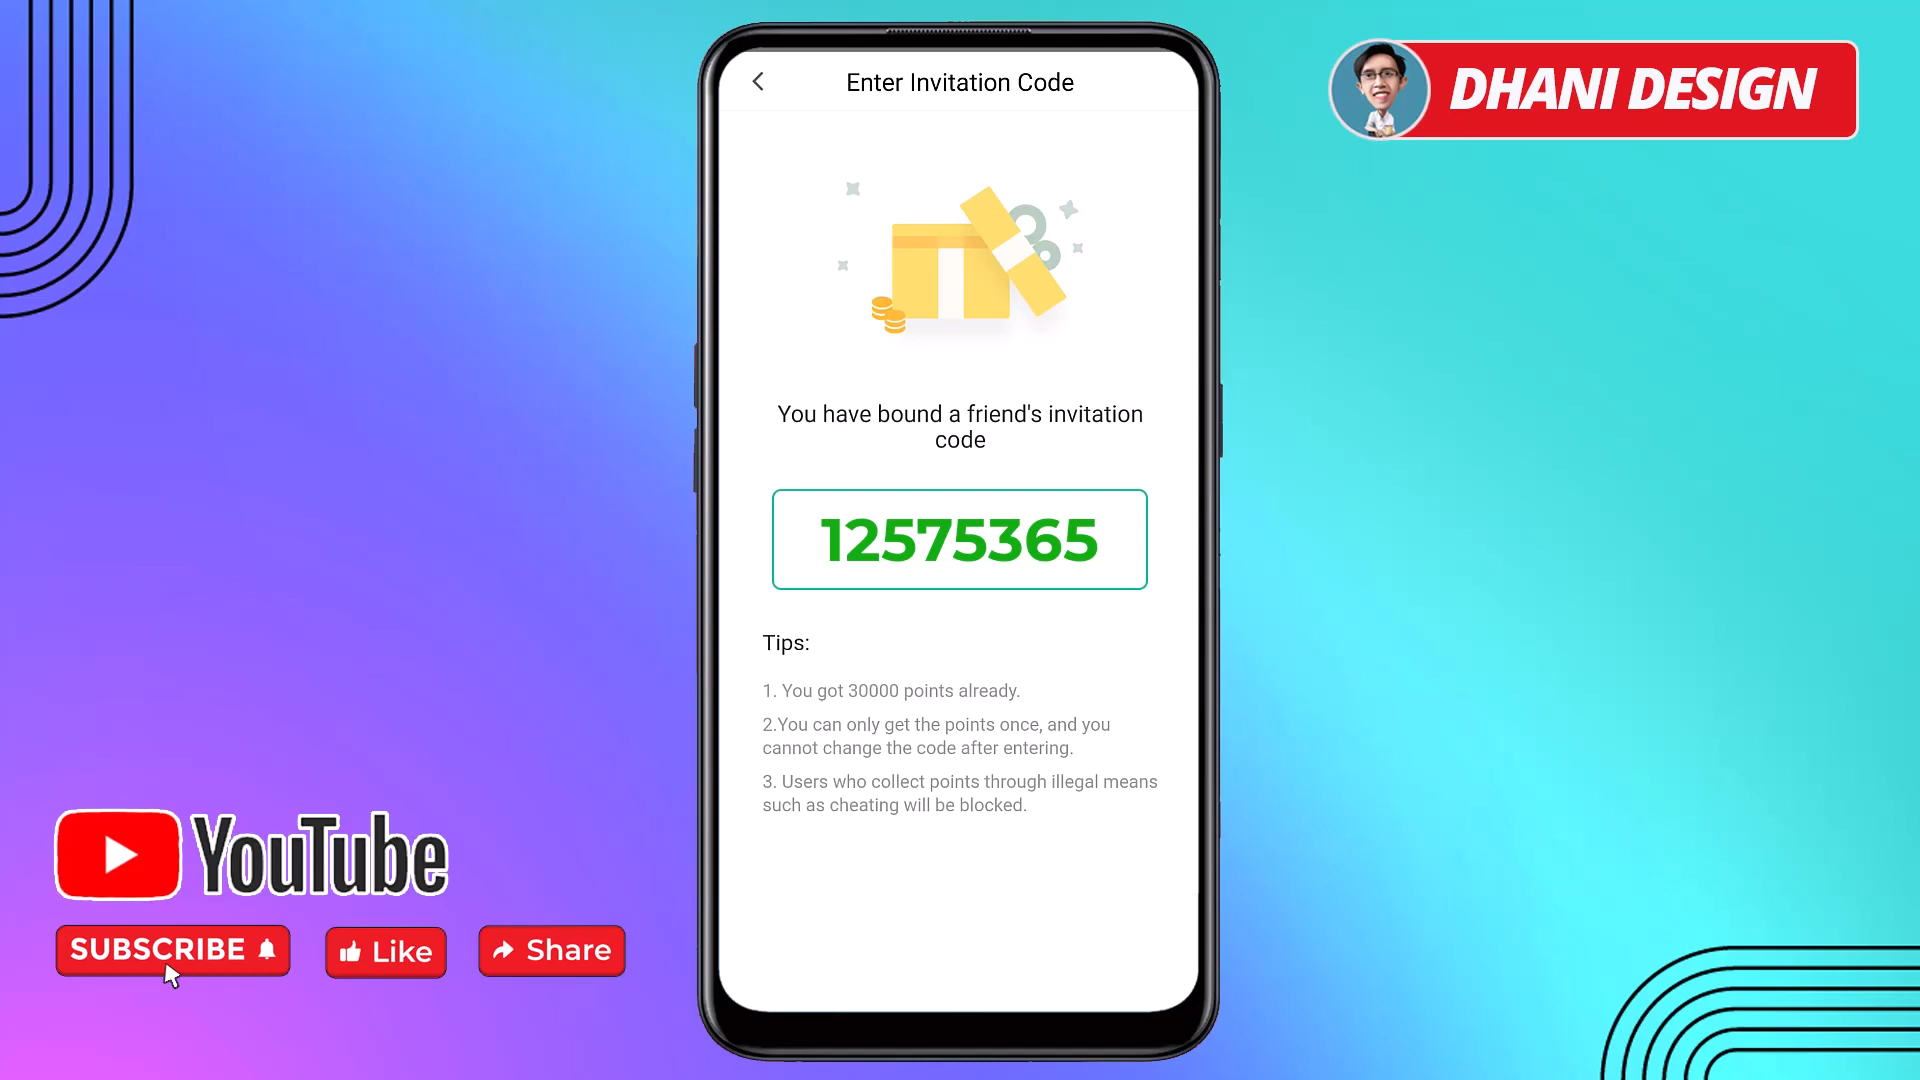 Enter Invitation Code
DHANI DESIGN
You have bound a friend's invitation
code
12575365
Tips:
1. You got 30000 points already.
2.You can only get the points once, and you
cannot change the code after entering.
3. Users who collect points through illegal means
such as cheating will be blocked.
YouTube
SUBSCRIBE
Like
Share